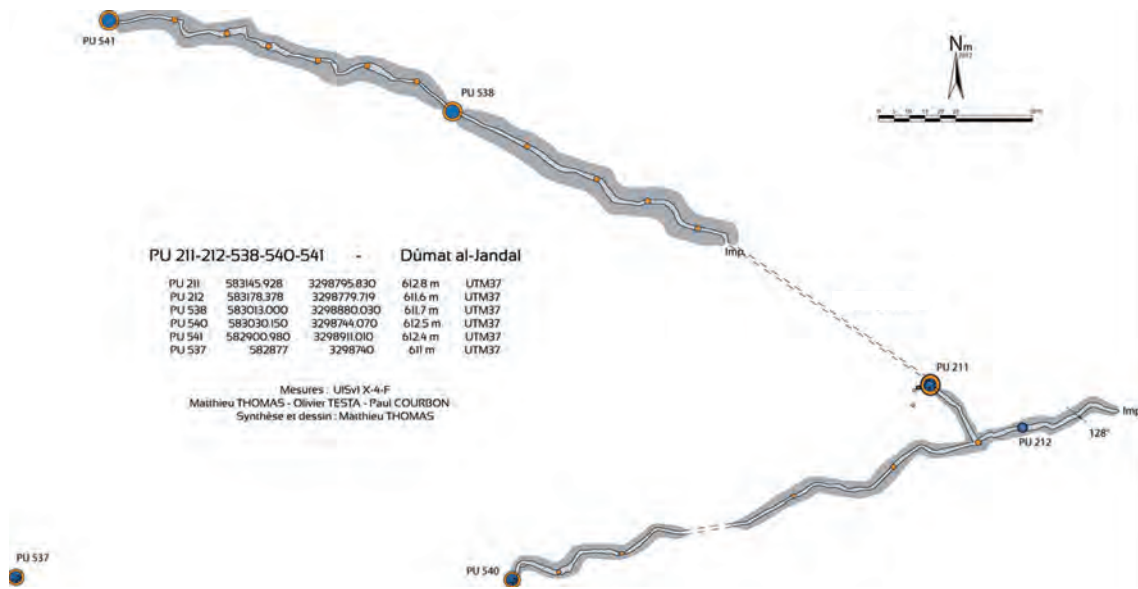 PU 541
PU 538
Nm
PU 211-212-538-540-541 - Dûmat al-Jandal
PU 211 583145.928 3298795.830 612.8 m UTM37
PU 212 583178.378 3298779.719 611.6 m UTM37
PU 538 583013.000 3298880.030 611.7 m UTM37
PU 540 583030.150 3298744.070 612.5 m UTM37
PU 541 582900.980 3298911.010 612.4 m UTM37
PU 537 582877 3298740 611 m UTM37
Imp.
Mesures : UISv1 X-4-F
Matthieu THOMAS - Olivier TESTA - Paul COURBON
Synthèse et dessin : Matthieu THOMAS
PU 211
Imp
128°
PU 212
PU 537
PU 540